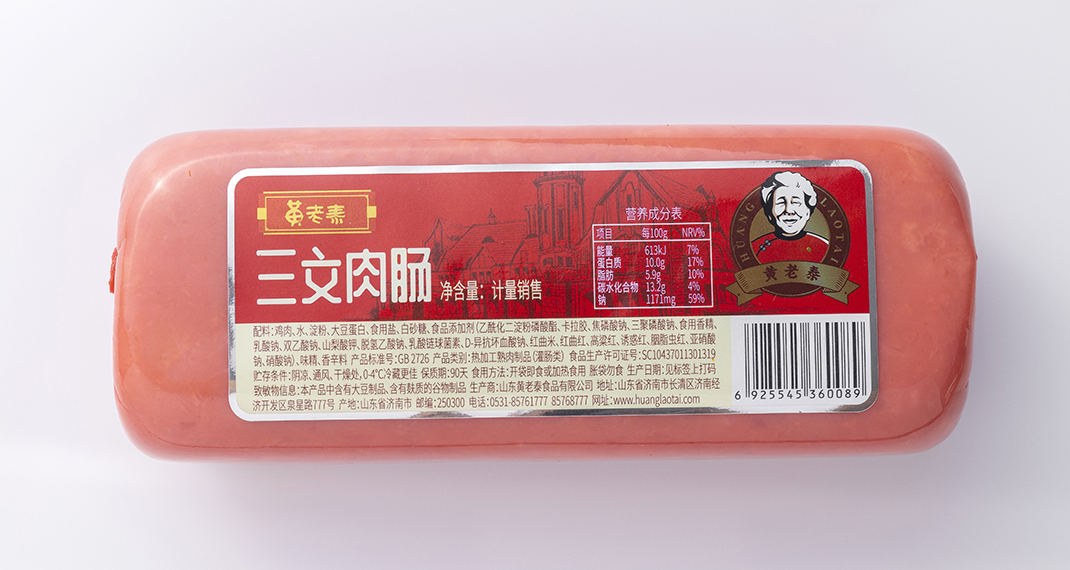 黄老泰
三文肉肠
净含量：计量销售
营养成分表
项目 每100g NRV%
能量 613kJ 7%
蛋白质 10.0g 17%
脂肪 5.9g 10%
碳水化合物 13.2g 4%
钠 1171mg 59%
HUANG LAOTAI
黄老泰
配料：鸡肉、水、淀粉、大豆蛋白、食用盐、白砂糖、食品添加剂(乙酰化二淀粉磷酸酯、卡拉胶、焦磷酸钠、三聚磷酸钠、食用香精、
乳酸钠、双乙酸钠、山梨酸钾、脱氢乙酸钠、乳酸链球菌素、D-异抗坏血酸钠、红曲米、红曲红、高粱红、诱惑红、胭脂虫红、亚硝酸
钠、硝酸钠)、味精、香辛料 产品标准号：GB 2726 产品类别：热加工熟肉制品(灌肠类) 食品生产许可证号：SC10437011301319
贮存条件：阴凉、通风、干燥处，0-4℃冷藏更佳 保质期：90天 食用方法：开袋即食或加热食用 胀袋勿食 生产日期：见标签上打码
致敏物信息：本产品中含有大豆制品、含有麸质的谷物制品 生产商：山东黄老泰食品有限公司 地址：山东省济南市长清区济南经
济开发区泉星路777号 产地：山东省济南市 邮编：250300 电话：0531-85761777 85768777 网址：www.huanglaotai.com
6 925545 360089